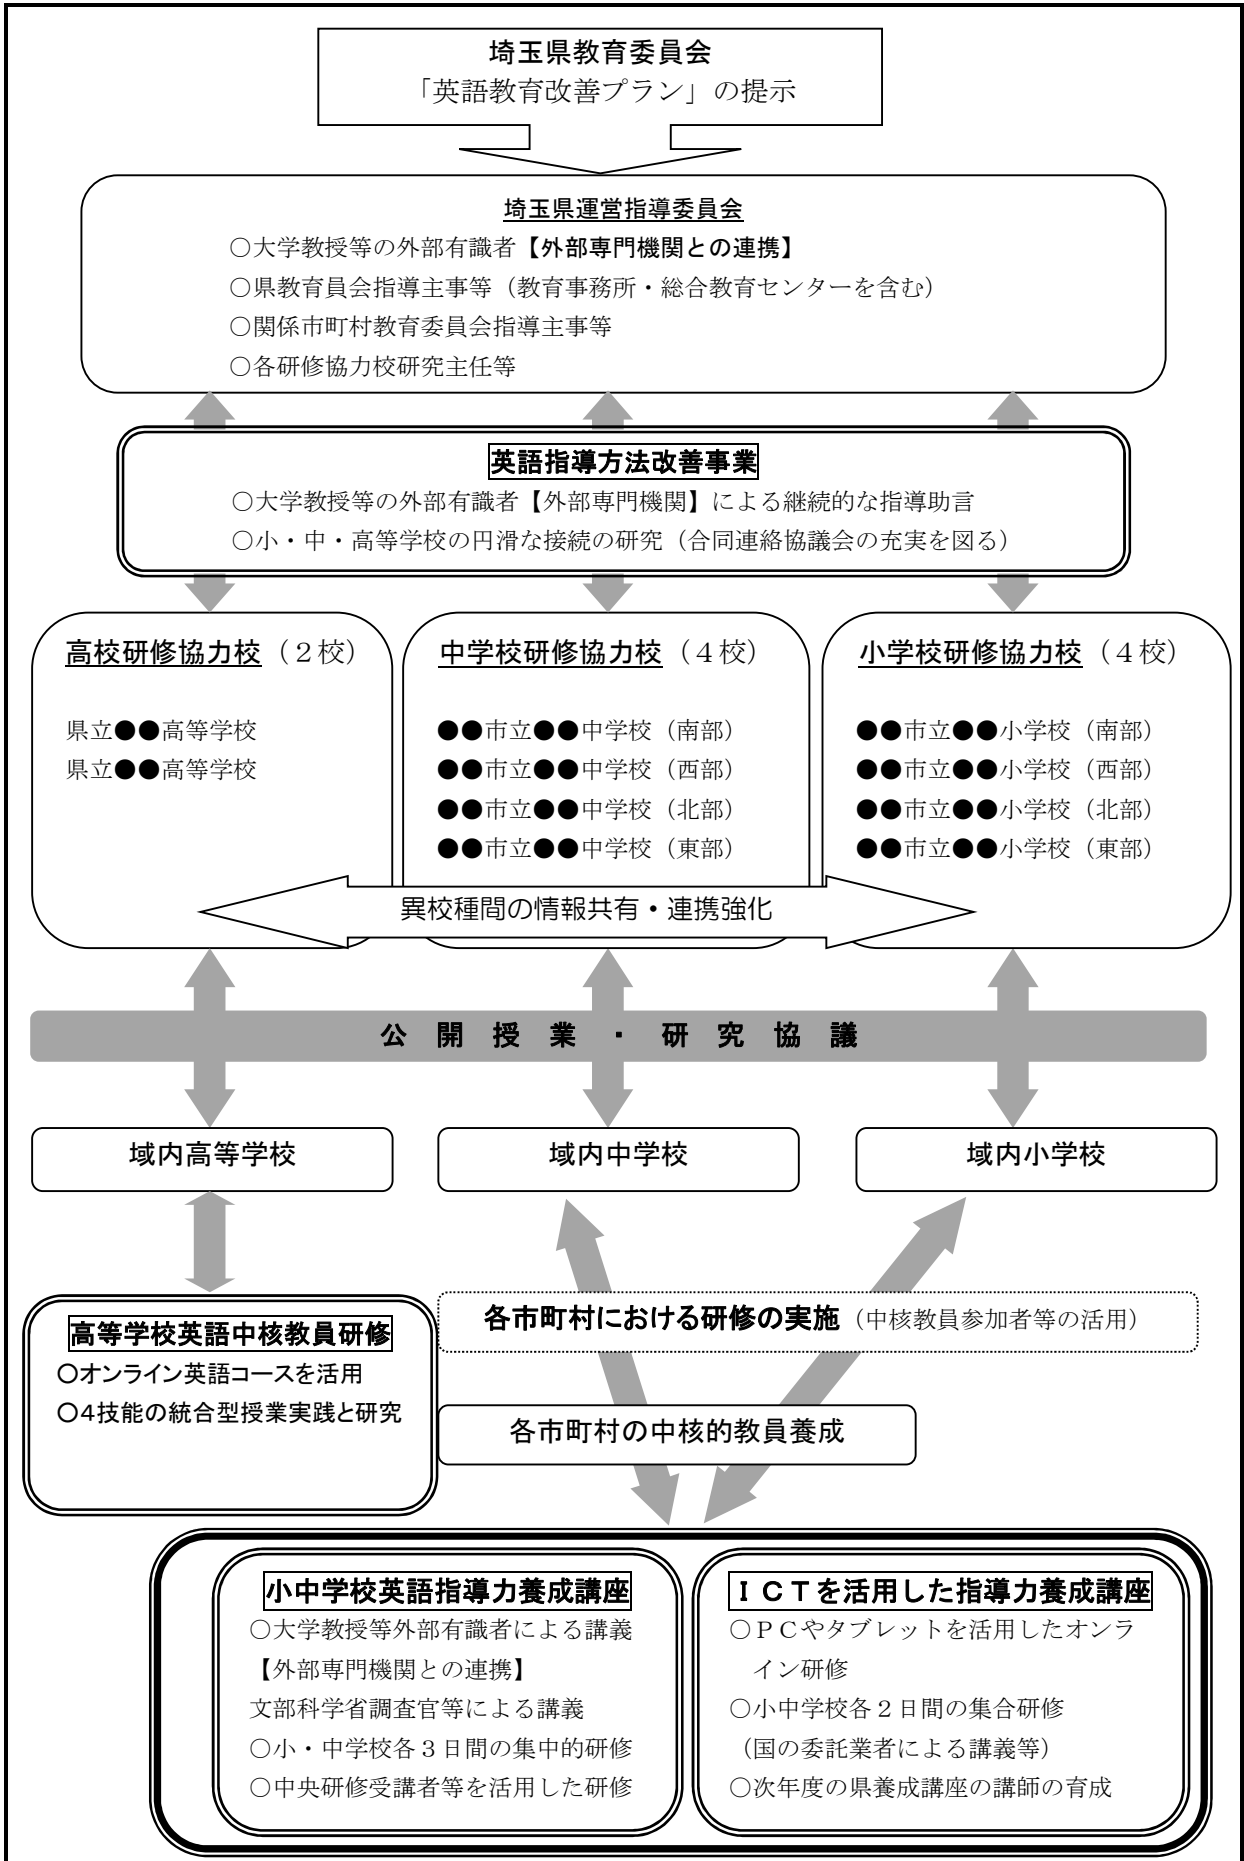 埼玉県教育委員会
「英語教育改善プラン」の提示
埼玉県運営指導委員会
○大学教授等の外部有識者【外部専門機関との連携】
○県教育員会指導主事等（教育事務所・総合教育センターを含む）
○関係市町村教育委員会指導主事等
○各研修協力校研究主任等
英語指導方法改善事業
○大学教授等の外部有識者【外部専門機関】による継続的な指導助言
○小・中・高等学校の円滑な接続の研究（合同連絡協議会の充実を図る）
高校研修協力校（２校）
県立●●高等学校
県立●●高等学校
中学校研修協力校（４校）
●●市立●●中学校（南部）
●●市立●●中学校（西部）
●●市立●●中学校（北部）
●●市立●●中学校（東部）
小学校研修協力校（４校）
●●市立●●小学校（南部）
●●市立●●小学校（西部）
●●市立●●小学校（北部）
●●市立●●小学校（東部）
異校種間の情報共有・連携強化
公開授業・研究協議
域内高等学校
域内中学校
域内小学校
高等学校英語中核教員研修
○オンライン英語コースを活用
○４技能の統合型授業実践と研究
各市町村における研修の実施（中核教員参加者等の活用）
各市町村の中核的教員養成
小中学校英語指導力養成講座
○大学教授等外部有識者による講義
【外部専門機関との連携】
文部科学省調査官等による講義
○小・中学校各３日間の集中的研修
○中央研修受講者等を活用した研修
ＩＣＴを活用した指導力養成講座
○ＰＣやタブレットを活用したオンラ
イン研修
○小中学校各２日間の集合研修
（国の委託業者による講義等）
○次年度の県養成講座の講師の育成